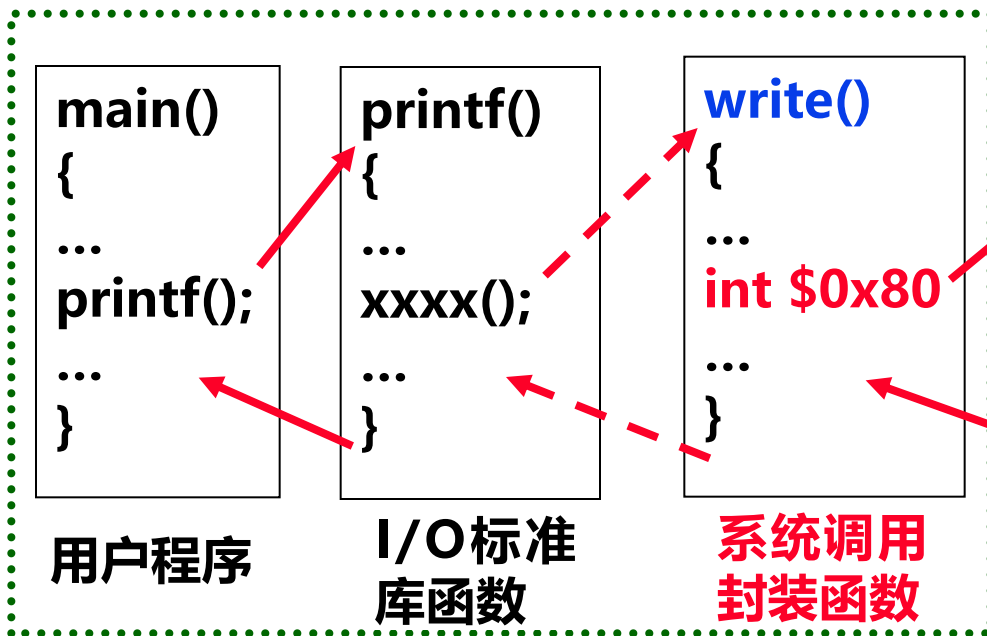 main()
{
...
printf();
...
}
用户程序
printf()
{
...
xxxx();
...
}
I/O标准
库函数
write()
{
...
int $0x80
...
}
系统调用
封装函数